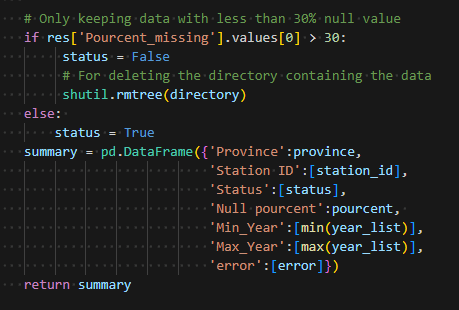 # Only keeping data with less than 30% null value
if res['Pourcent_missing'].values[0] > 30:
status = False
# For deleting the directory containing the data
shutil.rmtree(directory)
else:
status = True
summary = pd.DataFrame({'Province':province,
'Station ID':[station_id],
'Status':[status],
'Null pourcent':pourcent,
'Min_Year':[min(year_list)],
'Max_Year':[max(year_list)],
'error':[error]})
return summary